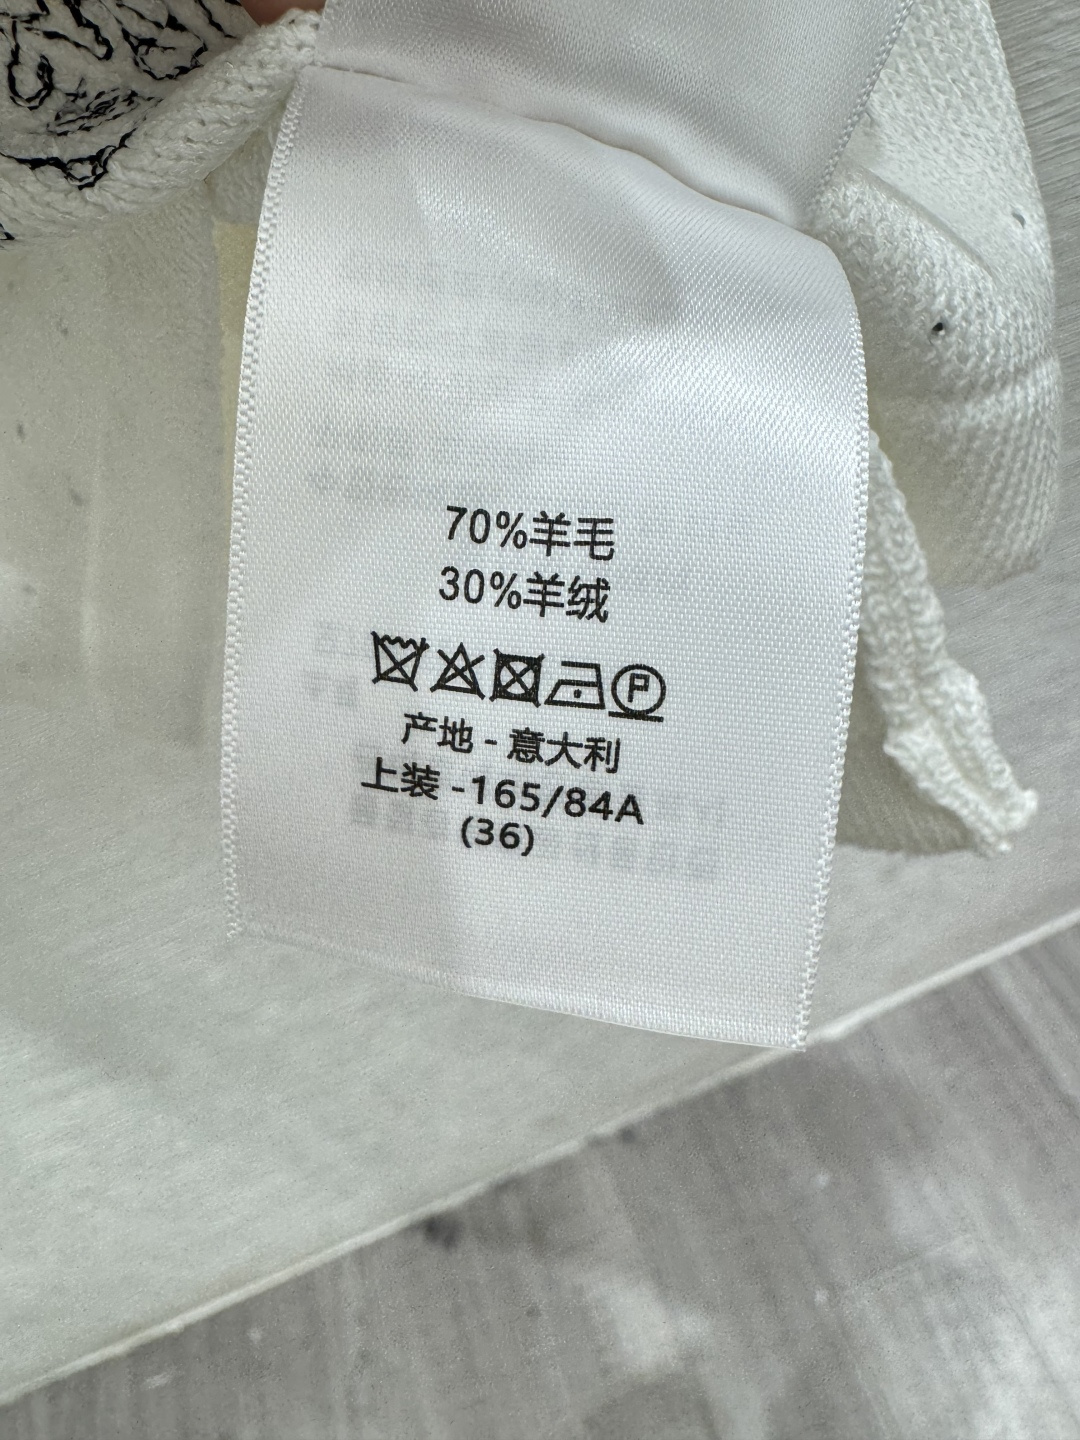 70%羊毛
30%羊绒
P
产地 - 意大利
上装 -165/84A
(36)